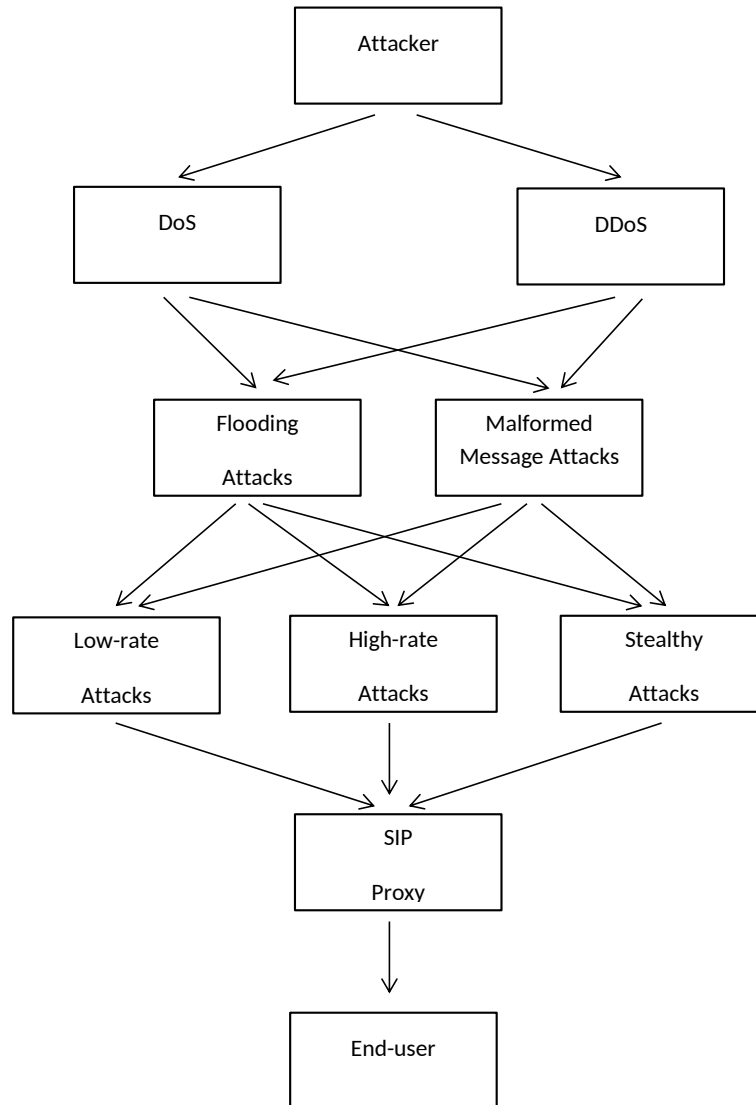 Attacker
DoS
DDoS
Flooding
Attacks
Malformed
Message Attacks
Low-rate
Attacks
High-rate
Attacks
Stealthy
Attacks
SIP
Proxy
End-user